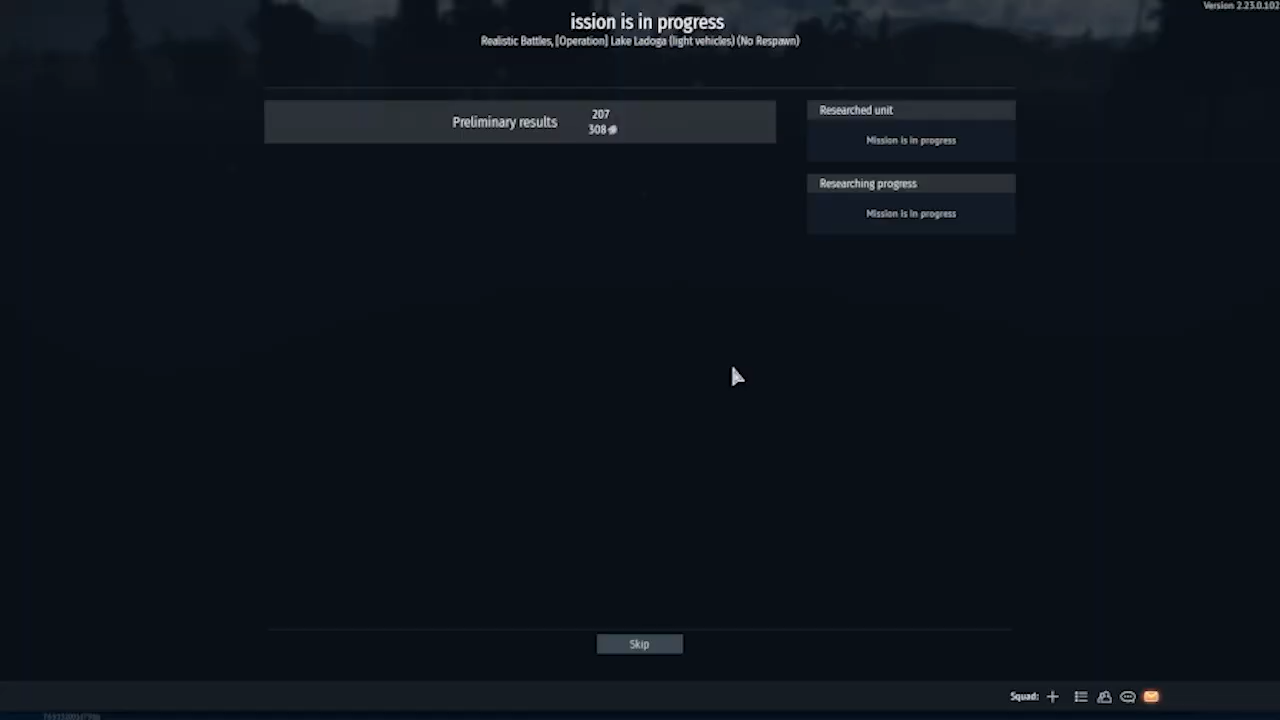 Version 2.23.0.102
ission is in progress
Realistic Battles, [Operation] Lake Ladoga (light vehicles) (No Respawn)
Preliminary results
207
308
Researched unit
Mission is in progress
Researching progress
Mission is in progress
Skip
Squad: